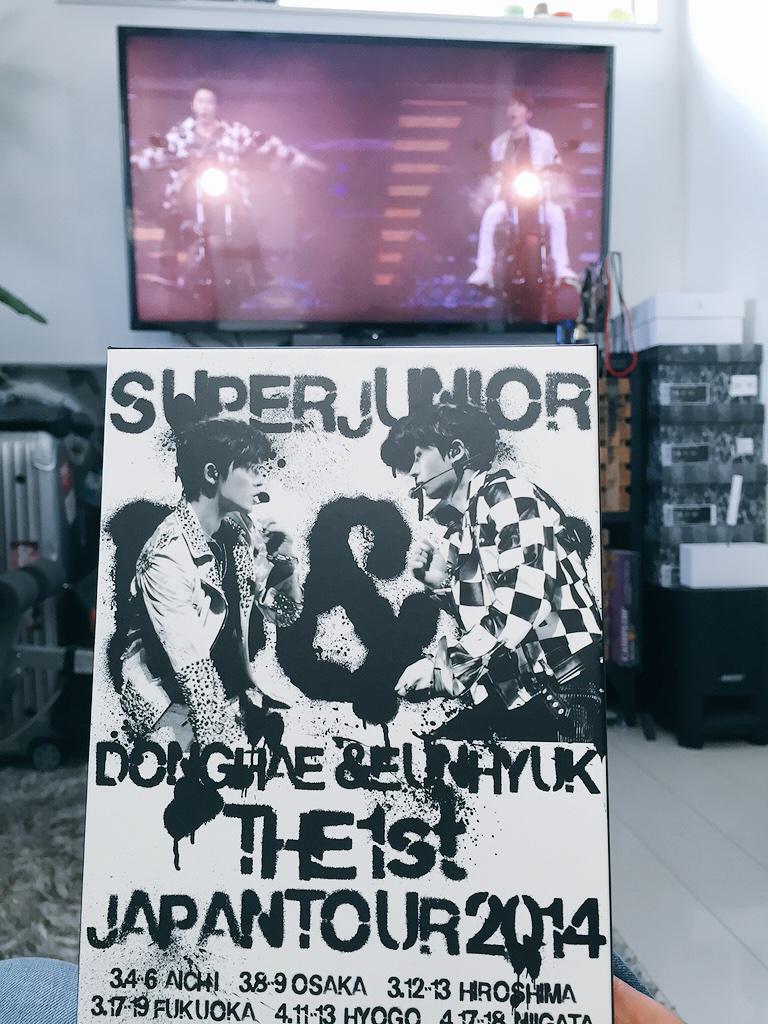 SUPERJUNIOR
D&E
DONGHAE & EUNHYUK
THE 1st
JAPAN TOUR 2014
3.4-6 AICHI 3.8-9 OSAKA 3.12-13 HIROSHIMA
3.17-19 FUKUOKA 4.11-13 HYOGO 4.17-18 NIIGATA
BOSE